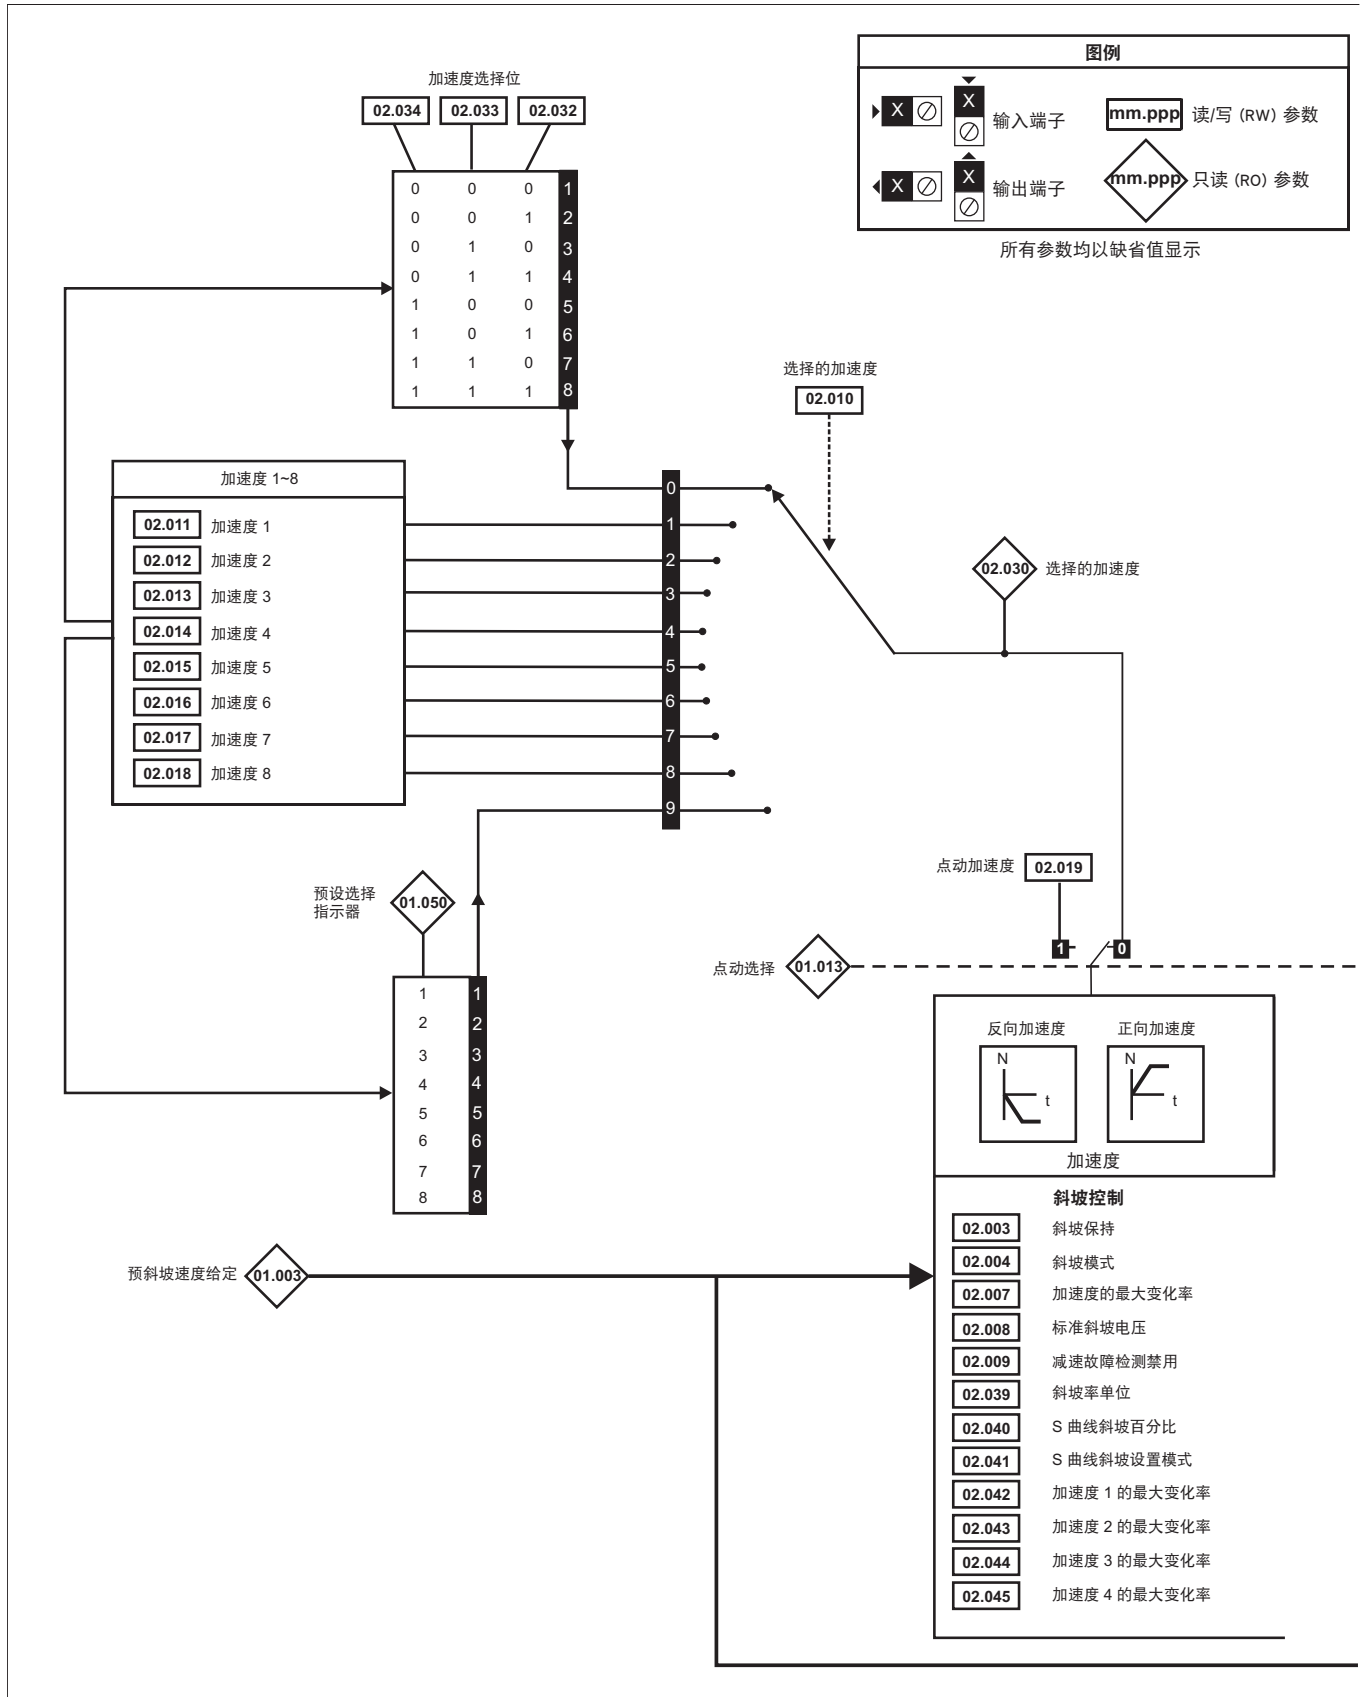 图例
X
X
输入端子
mm.ppp 读/写 (RW) 参数
X
X
输出端子
mm.ppp 只读 (RO) 参数
所有参数均以缺省值显示
加速度选择位
02.034 02.033 02.032
0 0 0 1
0 0 1 2
0 1 0 3
0 1 1 4
1 0 0 5
1 0 1 6
1 1 0 7
1 1 1 8
选择的加速度
02.010
加速度 1~8
02.011 加速度 1
02.012 加速度 2
02.013 加速度 3
02.014 加速度 4
02.015 加速度 5
02.016 加速度 6
02.017 加速度 7
02.018 加速度 8
0
1
2
3
4
5
6
7
8
9
02.030 选择的加速度
点动加速度 02.019
1 0
点动选择 01.013
预设选择
指示器
01.050
1 1
2 2
3 3
4 4
5 5
6 6
7 7
8 8
反向加速度 正向加速度
N
t
N
t
加速度
预斜坡速度给定 01.003
斜坡控制
02.003 斜坡保持
02.004 斜坡模式
02.007 加速度的最大变化率
02.008 标准斜坡电压
02.009 减速故障检测禁用
02.039 斜坡率单位
02.040 S 曲线斜坡百分比
02.041 S 曲线斜坡设置模式
02.042 加速度 1 的最大变化率
02.043 加速度 2 的最大变化率
02.044 加速度 3 的最大变化率
02.045 加速度 4 的最大变化率